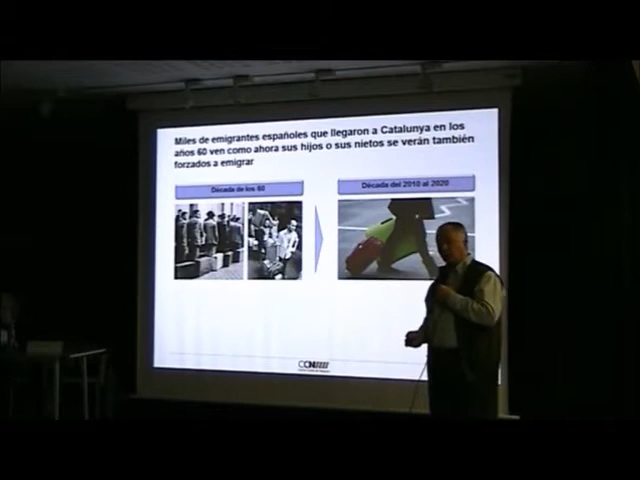 Miles de emigrantes españoles que llegaron a Catalunya en los
años 60 ven como ahora sus hijos o sus nietos se verán también
forzados a emigrar
Década de los 60
Década del 2010 al 2020